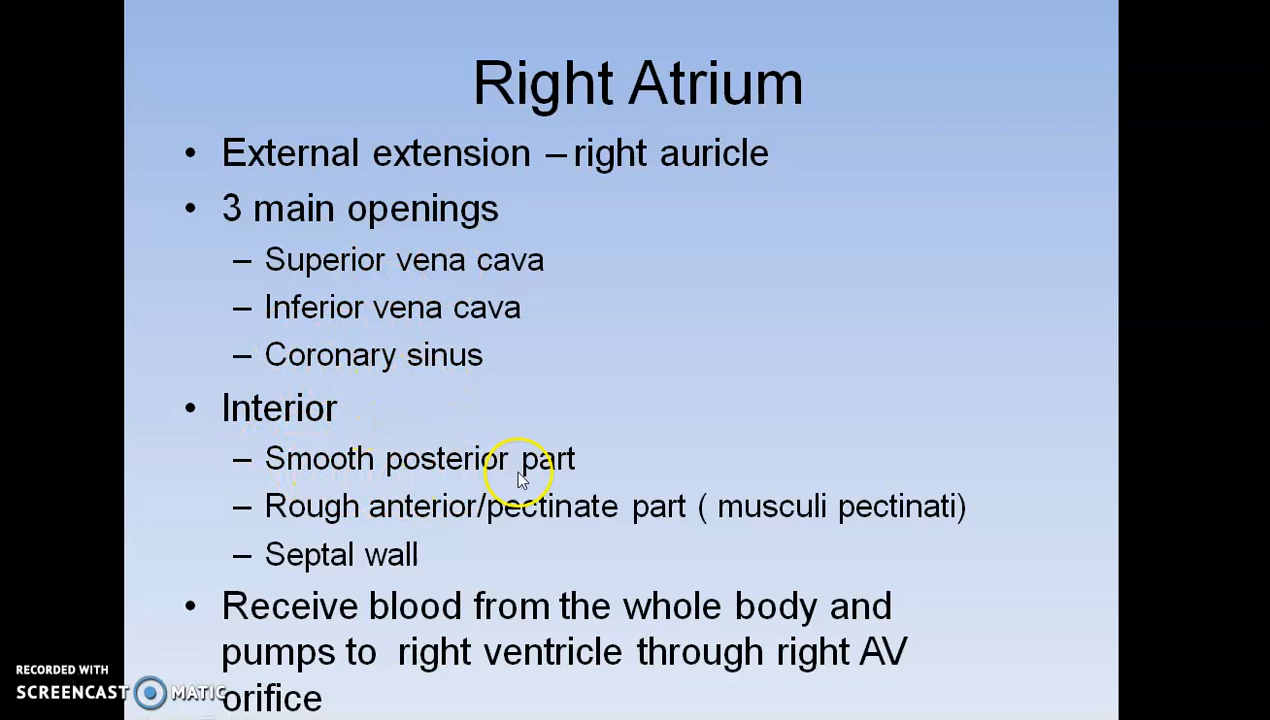 Right Atrium
• External extension – right auricle
• 3 main openings
– Superior vena cava
– Inferior vena cava
– Coronary sinus
• Interior
– Smooth posterior part
– Rough anterior/pectinate part ( musculi pectinati)
– Septal wall
• Receive blood from the whole body and
pumps to right ventricle through right AV
orifice
RECORDED WITH
SCREENCAST MATIC